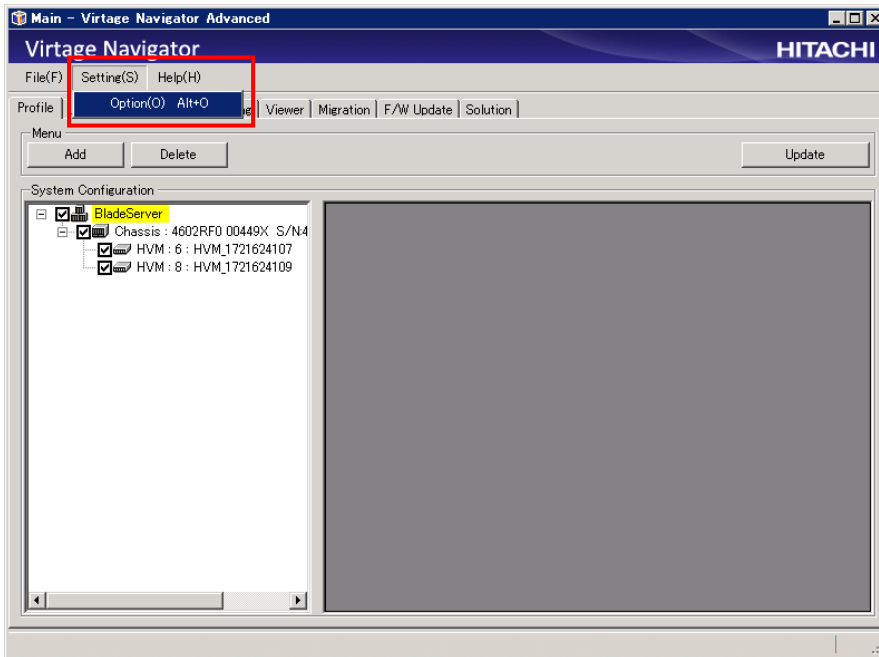 Main - Virtage Navigator Advanced
Virtage Navigator
HITACHI
File(F) Setting(S) Help(H)
Option(O) Alt+O
Profile Viewer Migration F/W Update Solution
Menu
Add Delete Update
System Configuration
BladeServer
Chassis : 4602RF0 00449X S/N:4
HVM : 6 : HVM_1721624107
HVM : 8 : HVM_1721624109